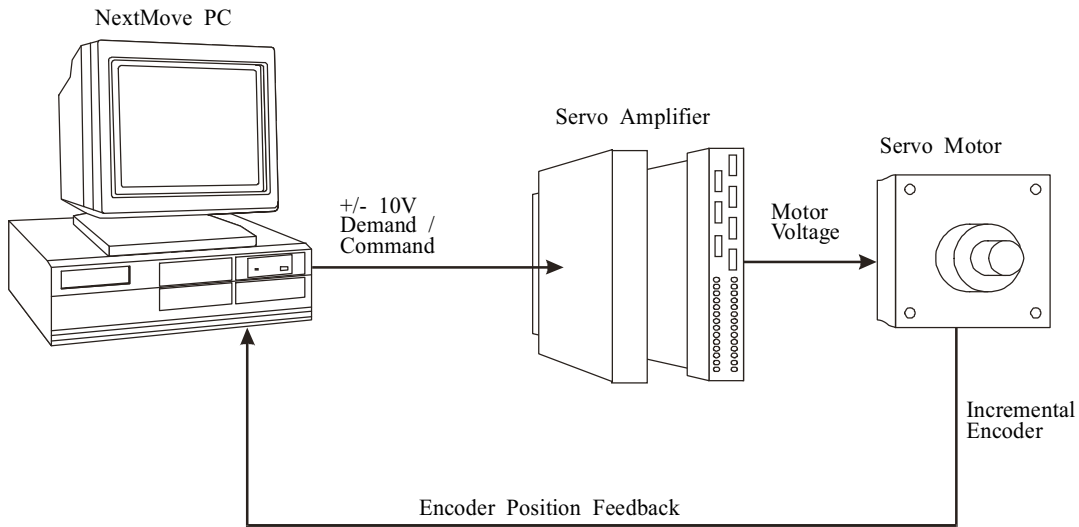 NextMove PC
Servo Amplifier
Servo Motor
+/- 10V
Demand /
Command
Motor
Voltage
Incremental
Encoder
Encoder Position Feedback